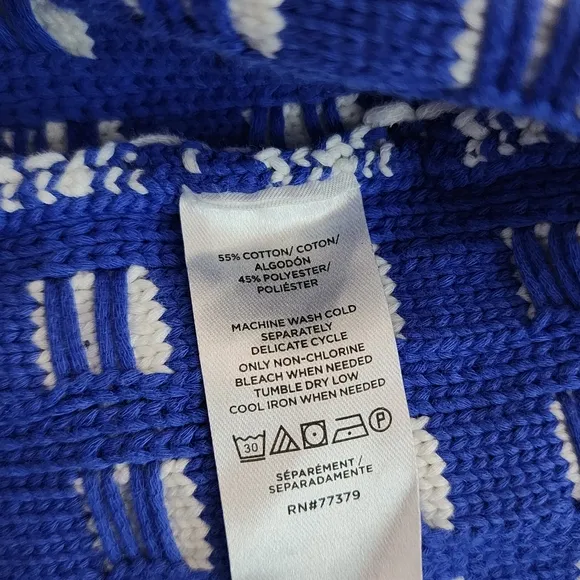 55% COTTON/ COTON/
ALGODÓN
45% POLYESTER/
POLIÉSTER
MACHINE WASH COLD
SEPARATELY
DELICATE CYCLE
ONLY NON-CHLORINE
BLEACH WHEN NEEDED
TUMBLE DRY LOW
COOL IRON WHEN NEEDED
30 P
SÉPARÉMENT/
SEPARADAMENTE
RN#77379